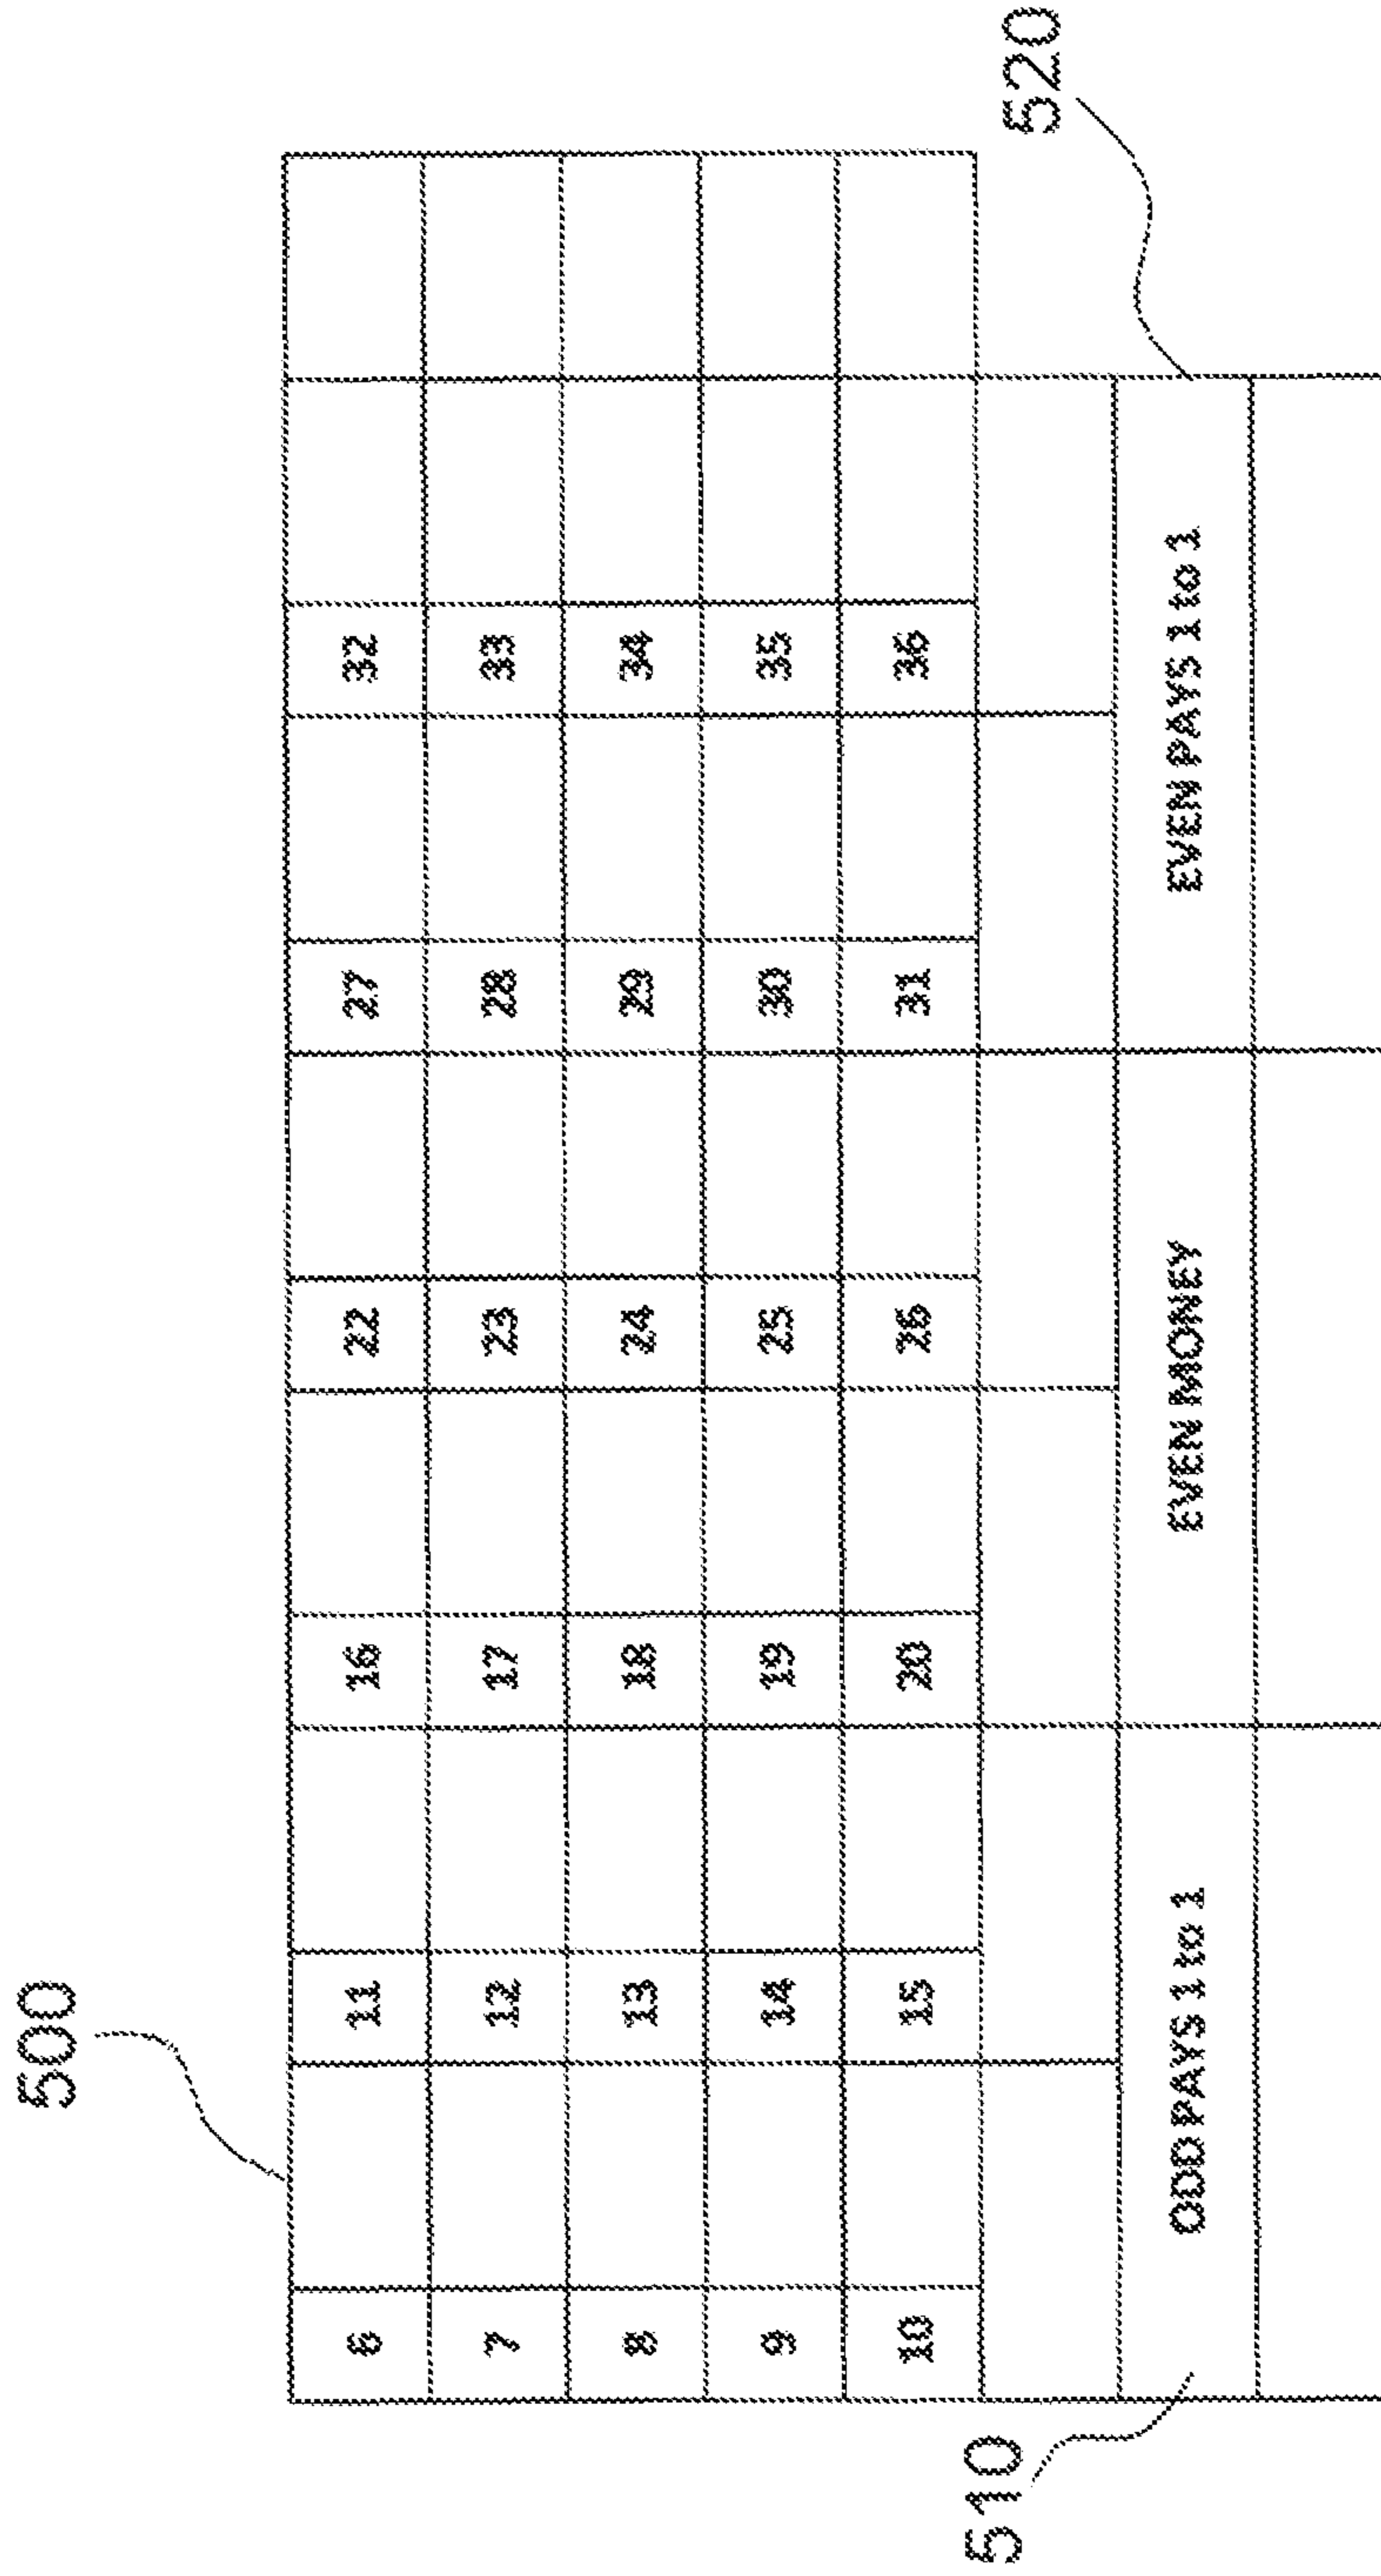 500
6 11 16 22 27 32
7 12 17 23 28 33
8 13 18 24 29 34
9 14 19 25 30 35
10 15 20 26 31 36
510 520
ODD PAYS 1 to 1 EVEN MONEY EVEN PAYS 1 to 1